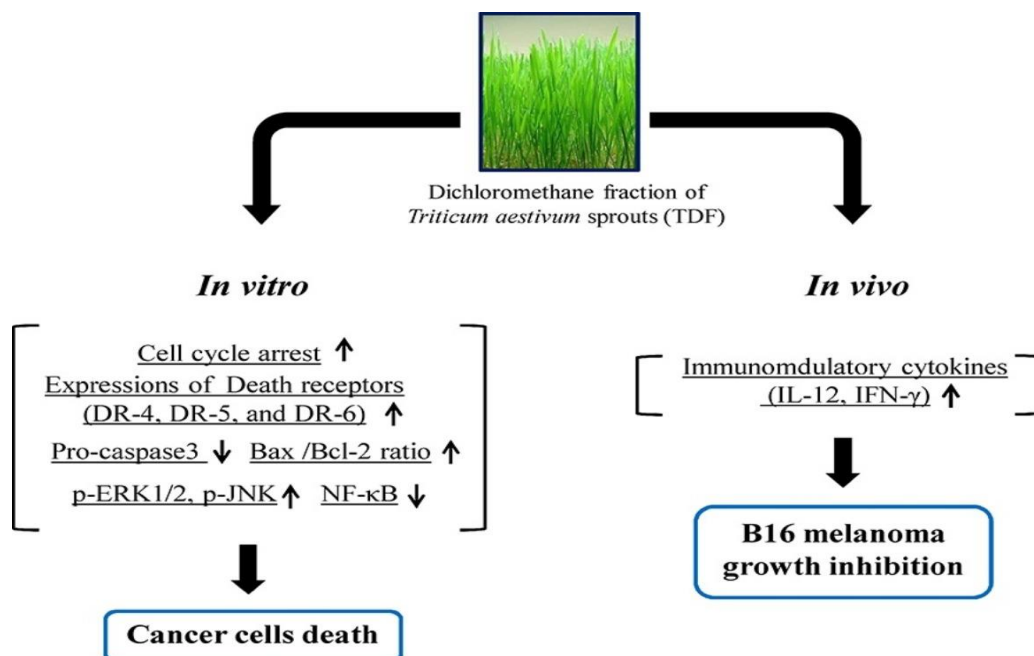 Dichloromethane fraction of
Triticum aestivum sprouts (TDF)
In vitro
Cell cycle arrest ↑
Expressions of Death receptors
(DR-4, DR-5, and DR-6) ↑
Pro-caspase3 ↓ Bax /Bcl-2 ratio ↑
p-ERK1/2, p-JNK ↑ NF-κB ↓
Cancer cells death
In vivo
Immunomdulatory cytokines
(IL-12, IFN-γ) ↑
B16 melanoma
growth inhibition